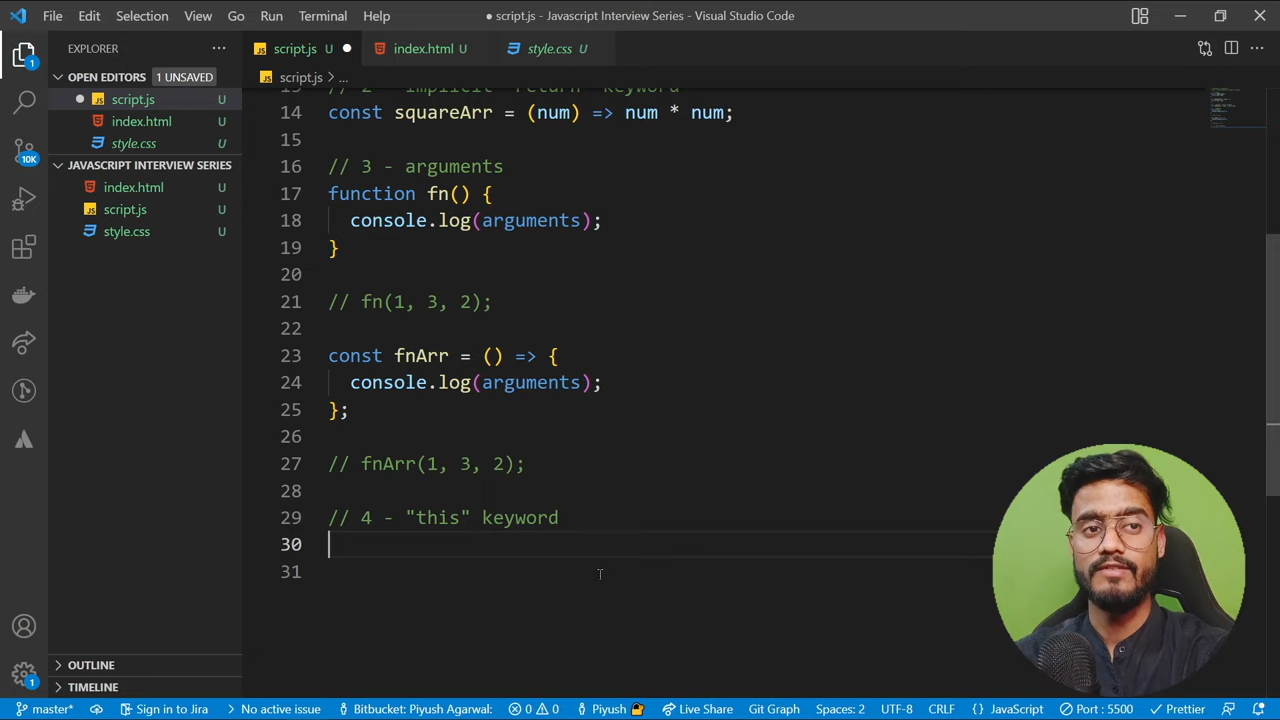 File Edit Selection View Go Run Terminal Help
● script.js - Javascript Interview Series - Visual Studio Code
EXPLORER
OPEN EDITORS 1 UNSAVED
script.js U
index.html U
style.css U
JAVASCRIPT INTERVIEW SERIES
index.html U
script.js U
style.css U
OUTLINE
TIMELINE
1
10K
1
JS script.js U ●
index.html U
style.css U
JS script.js > ...
14 const squareArr = (num) => num * num;
15
16 // 3 - arguments
17 function fn() {
18 console.log(arguments);
19 }
20
21 // fn(1, 3, 2);
22
23 const fnArr = () => {
24 console.log(arguments);
25 };
26
27 // fnArr(1, 3, 2);
28
29 // 4 - "this" keyword
30
31
master* Sign in to Jira No active issue Bitbucket: Piyush Agarwal: 0 0 Piyush Live Share Git Graph Spaces: 2 UTF-8 CRLF {} JavaScript Port : 5500 Prettier